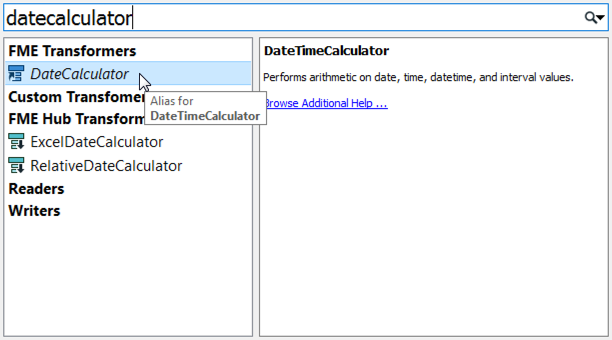 datecalculator
FME Transformers
DateCalculator
Custom Transfome
Alias for
DateTimeCalculator
FME Hub Transfor
ExcelDateCalculator
RelativeDateCalculator
Readers
Writers
DateTimeCalculator
Performs arithmetic on date, time, datetime, and interval values.
Browse Additional Help ...